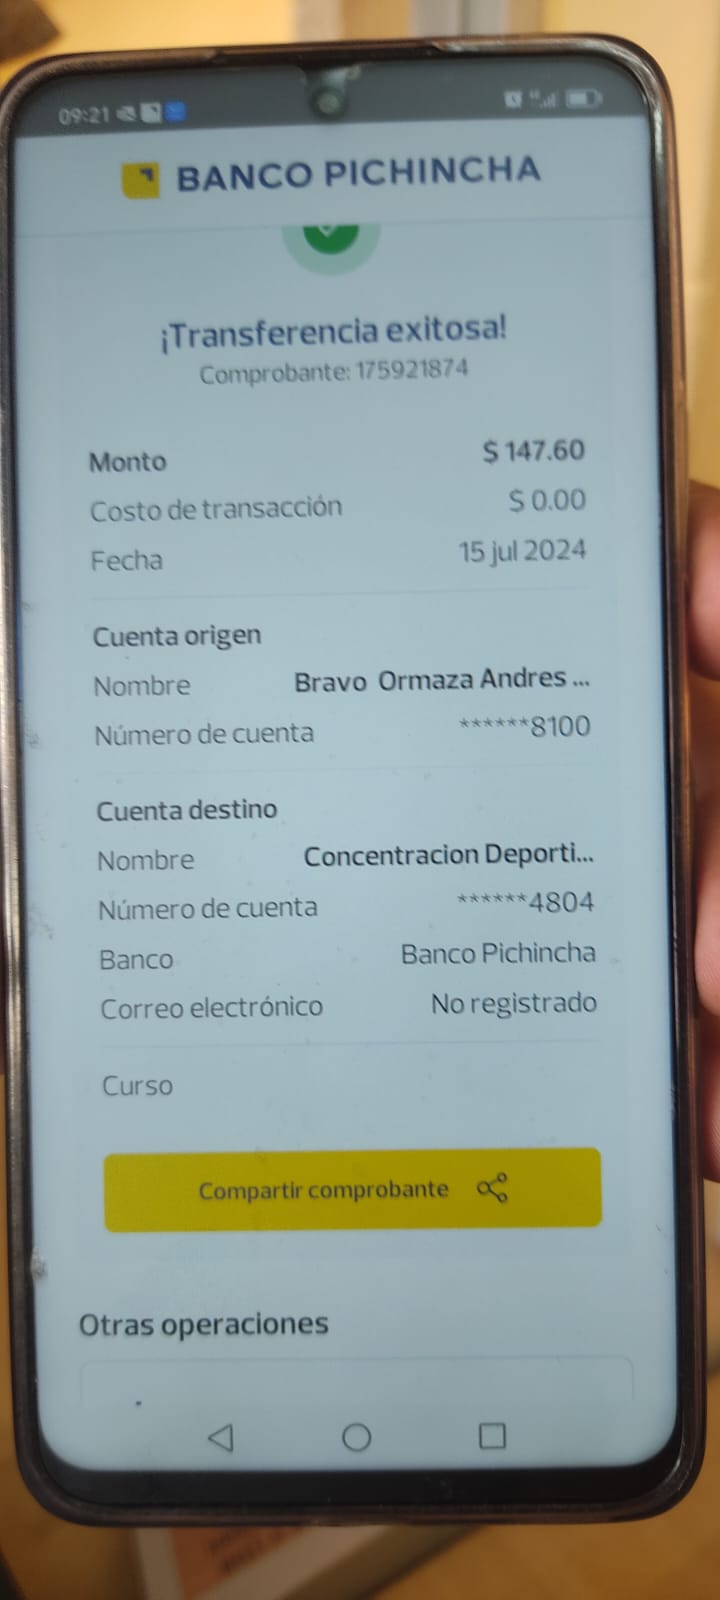 09:21
BANCO PICHINCHA
¡Transferencia exitosa!
Comprobante: 175921874
Monto $ 147.60
Costo de transacción $ 0.00
Fecha 15 jul 2024
Cuenta origen
Nombre Bravo Ormaza Andres ...
Número de cuenta ******8100
Cuenta destino
Nombre Concentracion Deporti...
Número de cuenta ******4804
Banco Banco Pichincha
Correo electrónico No registrado
Curso
Compartir comprobante
Otras operaciones